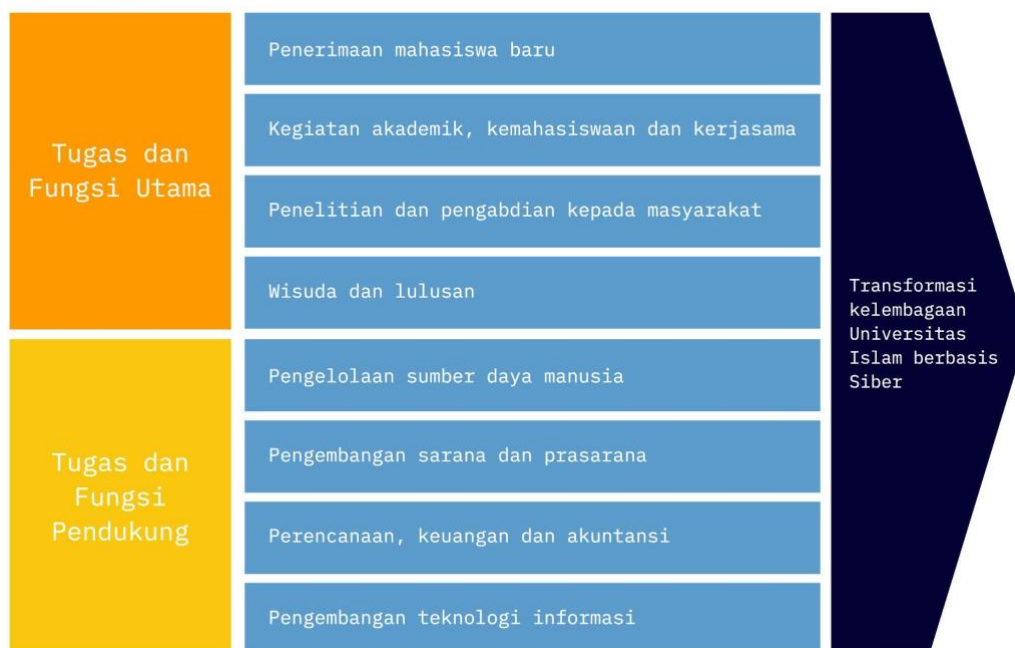 Tugas dan
Fungsi Utama
Penerimaan mahasiswa baru
Kegiatan akademik, kemahasiswaan dan kerjasama
Penelitian dan pengabdian kepada masyarakat
Wisuda dan lulusan
Tugas dan
Fungsi
Pendukung
Pengelolaan sumber daya manusia
Pengembangan sarana dan prasarana
Perencanaan, keuangan dan akuntansi
Pengembangan teknologi informasi
Transformasi
kelembagaan
Universitas
Islam berbasis
Siber